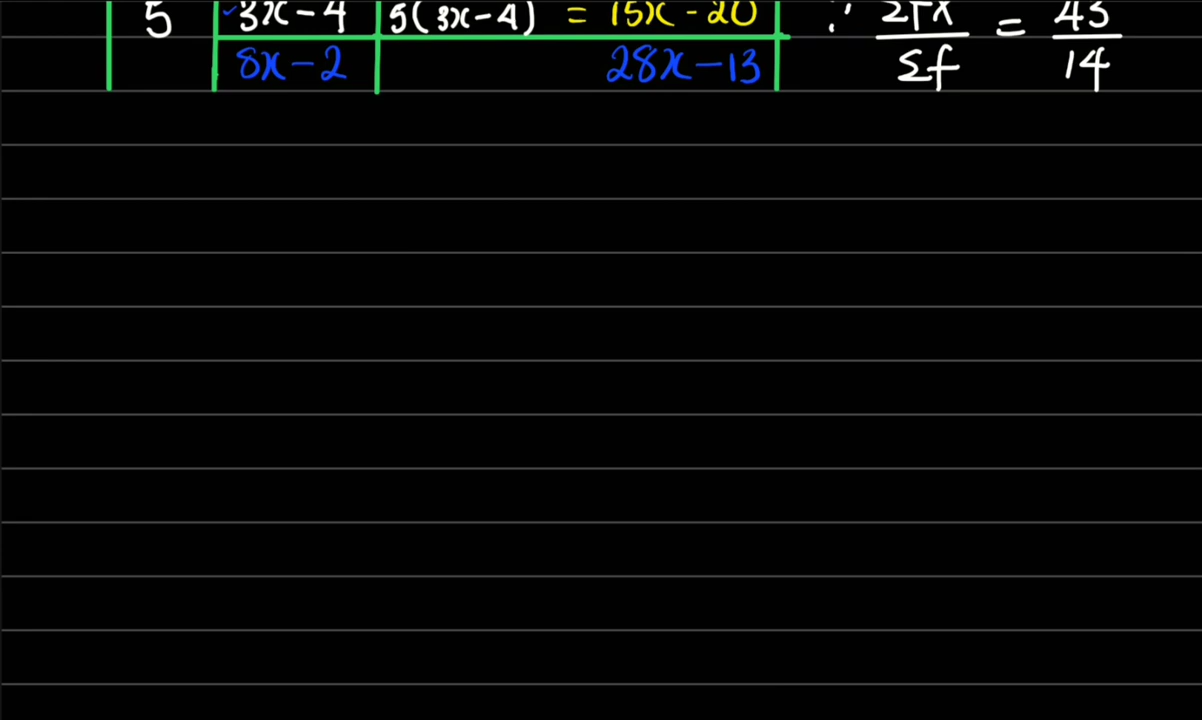 5 3x-4 5(3x-4) = 15x-20 ∴ Σfx/Σf = 43/14
8x-2 28x-13